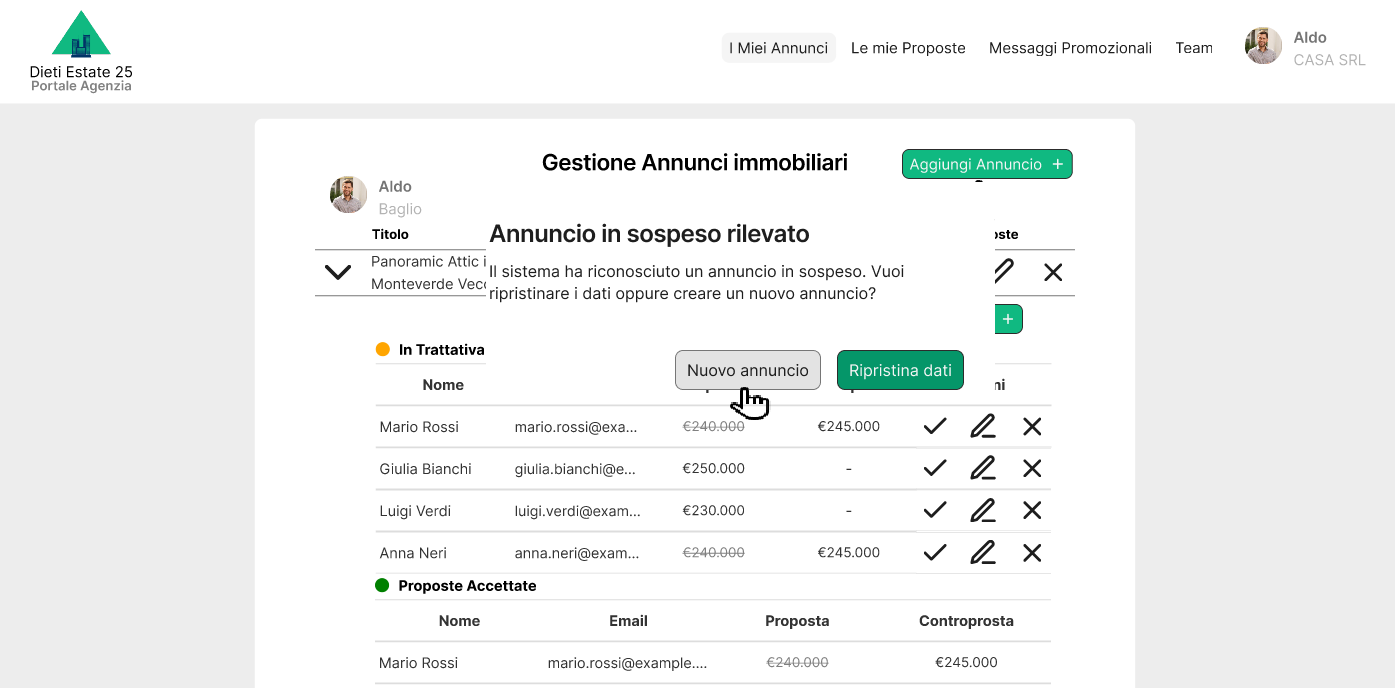 Dieti Estate 25
Portale Agenzia
I Miei Annunci
Le mie Proposte
Messaggi Promozionali
Team
Aldo
CASA SRL
Gestione Annunci immobiliari
Aggiungi Annuncio +
Aldo
Baglio
Titolo
Panoramic Attic
Monteverde
Annuncio in sospeso rilevato
Il sistema ha riconosciuto un annuncio in sospeso. Vuoi
ripristinare i dati oppure creare un nuovo annuncio?
+
Nuovo annuncio
Ripristina dati
In Trattativa
Nome
Mario Rossi mario.rossi@exa... €240.000 €245.000
Giulia Bianchi giulia.bianchi@e... €250.000 -
Luigi Verdi luigi.verdi@exam... €230.000 -
Anna Neri anna.neri@exam... €240.000 €245.000
Proposte Accettate
Nome Email Proposta Controprosta
Mario Rossi mario.rossi@example.... €240.000 €245.000